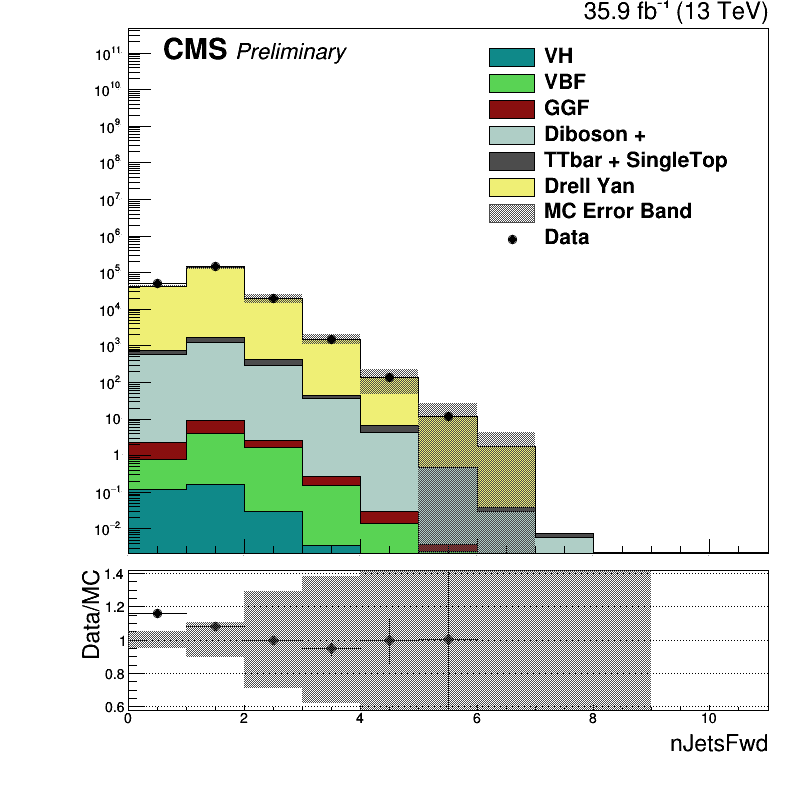 35.9 fb⁻¹ (13 TeV)
CMS Preliminary
VH
VBF
GGF
Diboson +
TTbar + SingleTop
Drell Yan
MC Error Band
Data
10¹¹
10¹⁰
10⁹
10⁸
10⁷
10⁶
10⁵
10⁴
10³
10²
10
1
10⁻¹
10⁻²
Data/MC
1.4
1.2
1
0.8
0.6
0 2 4 6 8 10
nJetsFwd